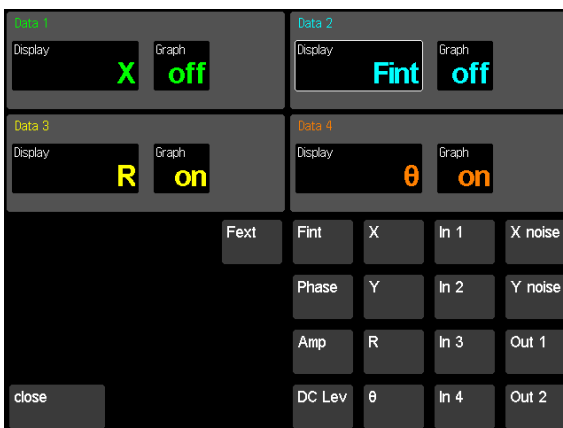 Data 1 Data 2
Display Graph Display Graph
X off Fint off
Data 3 Data 4
Display Graph Display Graph
R on θ on
Fext Fint X In 1 X noise
Phase Y In 2 Y noise
Amp R In 3 Out 1
close DC Lev θ In 4 Out 2